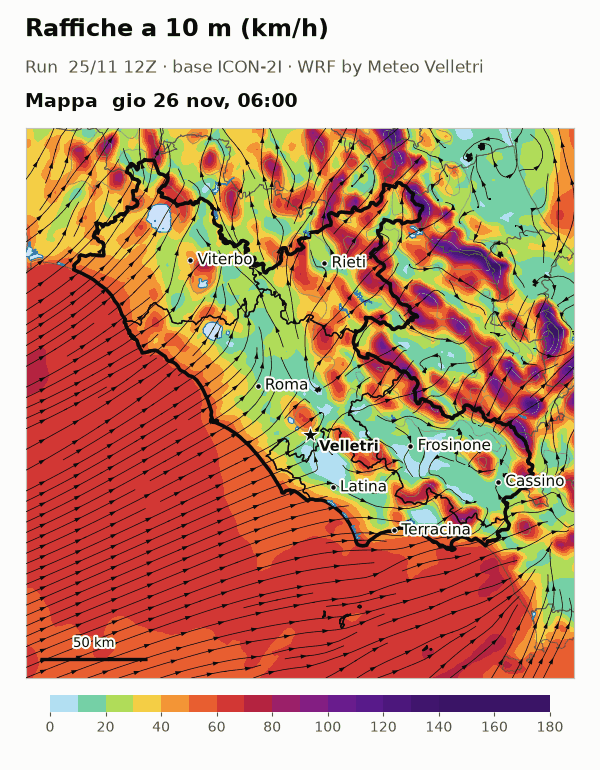 Raffiche a 10 m (km/h)
Run  25/11 12Z · base ICON-2I · WRF by Meteo Velletri
Mappa  gio 26 nov, 06:00
Viterbo
Rieti
Roma
Velletri
Frosinone
Cassino
Latina
Terracina
50 km
0 20 40 60 80 100 120 140 160 180